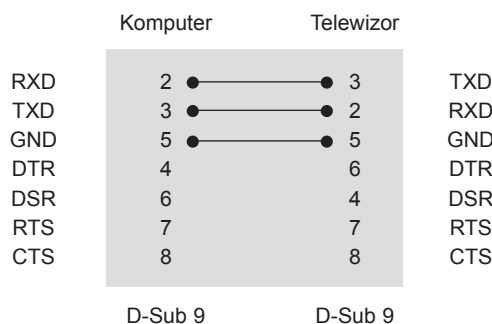 Komputer Telewizor
RXD 2 3 TXD
TXD 3 2 RXD
GND 5 5 GND
DTR 4 6 DTR
DSR 6 4 DSR
RTS 7 7 RTS
CTS 8 8 CTS
D-Sub 9 D-Sub 9